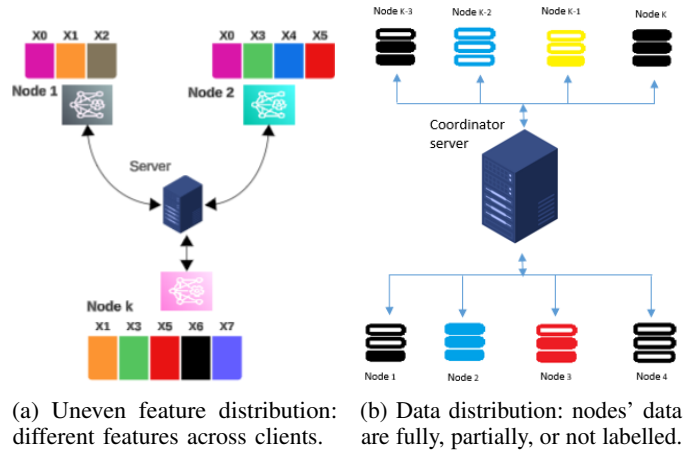 X0 X1 X2
X0 X3 X4 X5
Node 1
Node 2
Server
Node k
X1 X3 X5 X6 X7
(a) Uneven feature distribution:
different features across clients.
Node K-3 Node K-2 Node K-1 Node K
Coordinator
server
Node 1 Node 2 Node 3 Node 4
(b) Data distribution: nodes' data
are fully, partially, or not labelled.